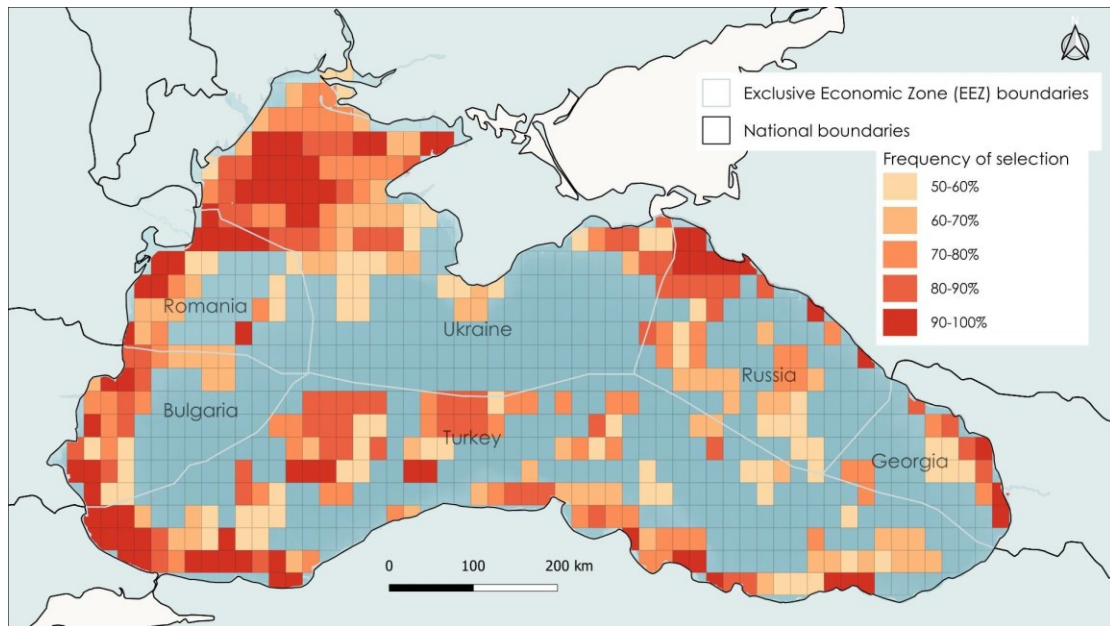 N
Exclusive Economic Zone (EEZ) boundaries
National boundaries
Frequency of selection
50-60%
60-70%
70-80%
80-90%
90-100%
Romania
Ukraine
Russia
Bulgaria
Turkey
Georgia
0 100 200 km